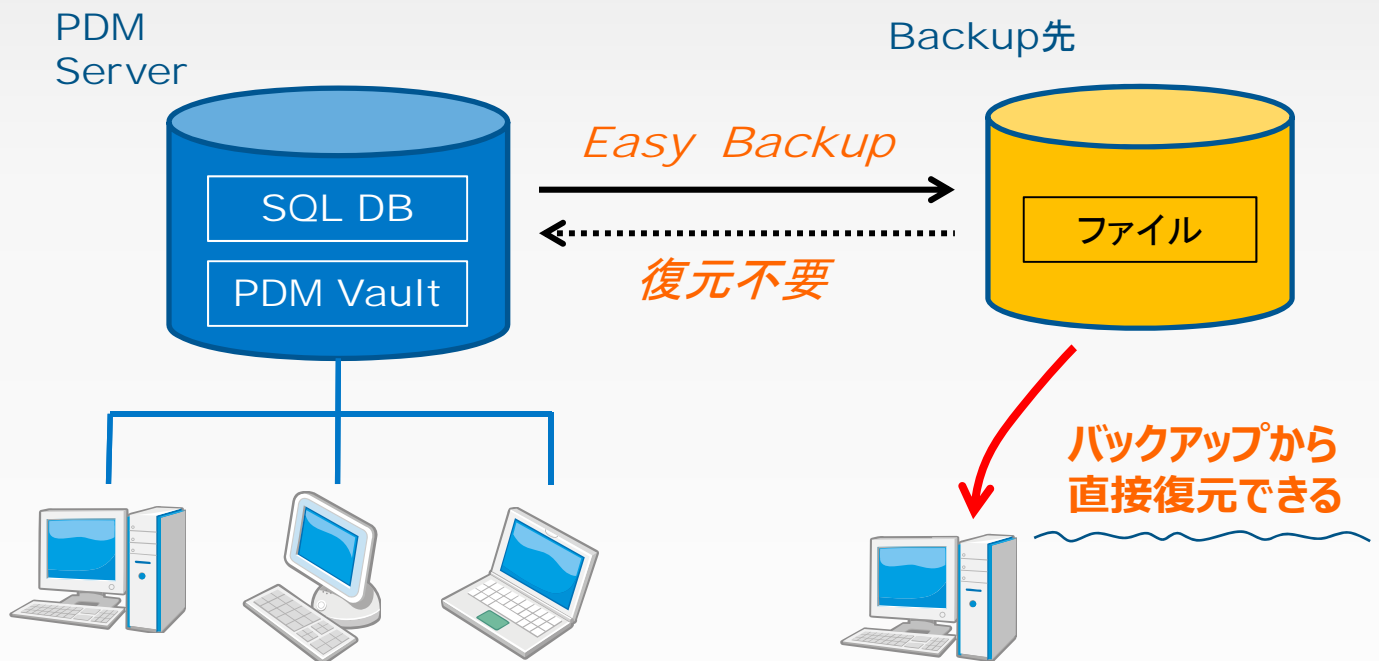 PDM
Server
Backup先
Easy Backup
SQL DB
ファイル
復元不要
PDM Vault
バックアップから
直接復元できる